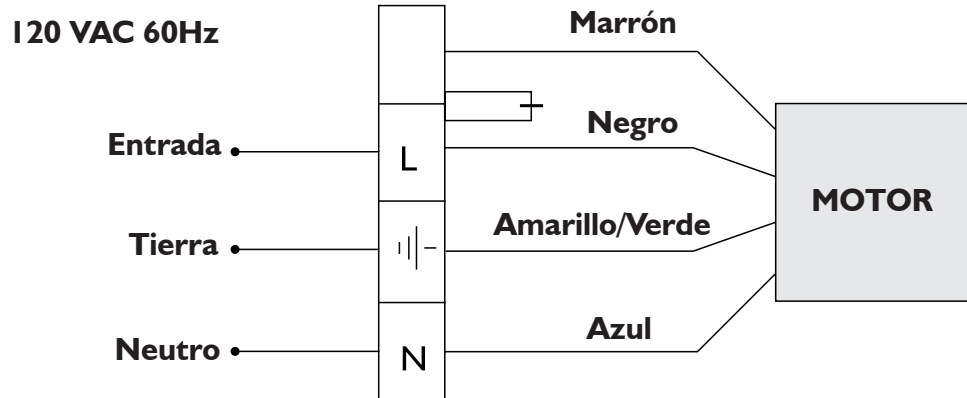 120 VAC 60Hz
Marrón
Negro
Entrada
L
MOTOR
Amarillo/Verde
Tierra
Azul
Neutro
N